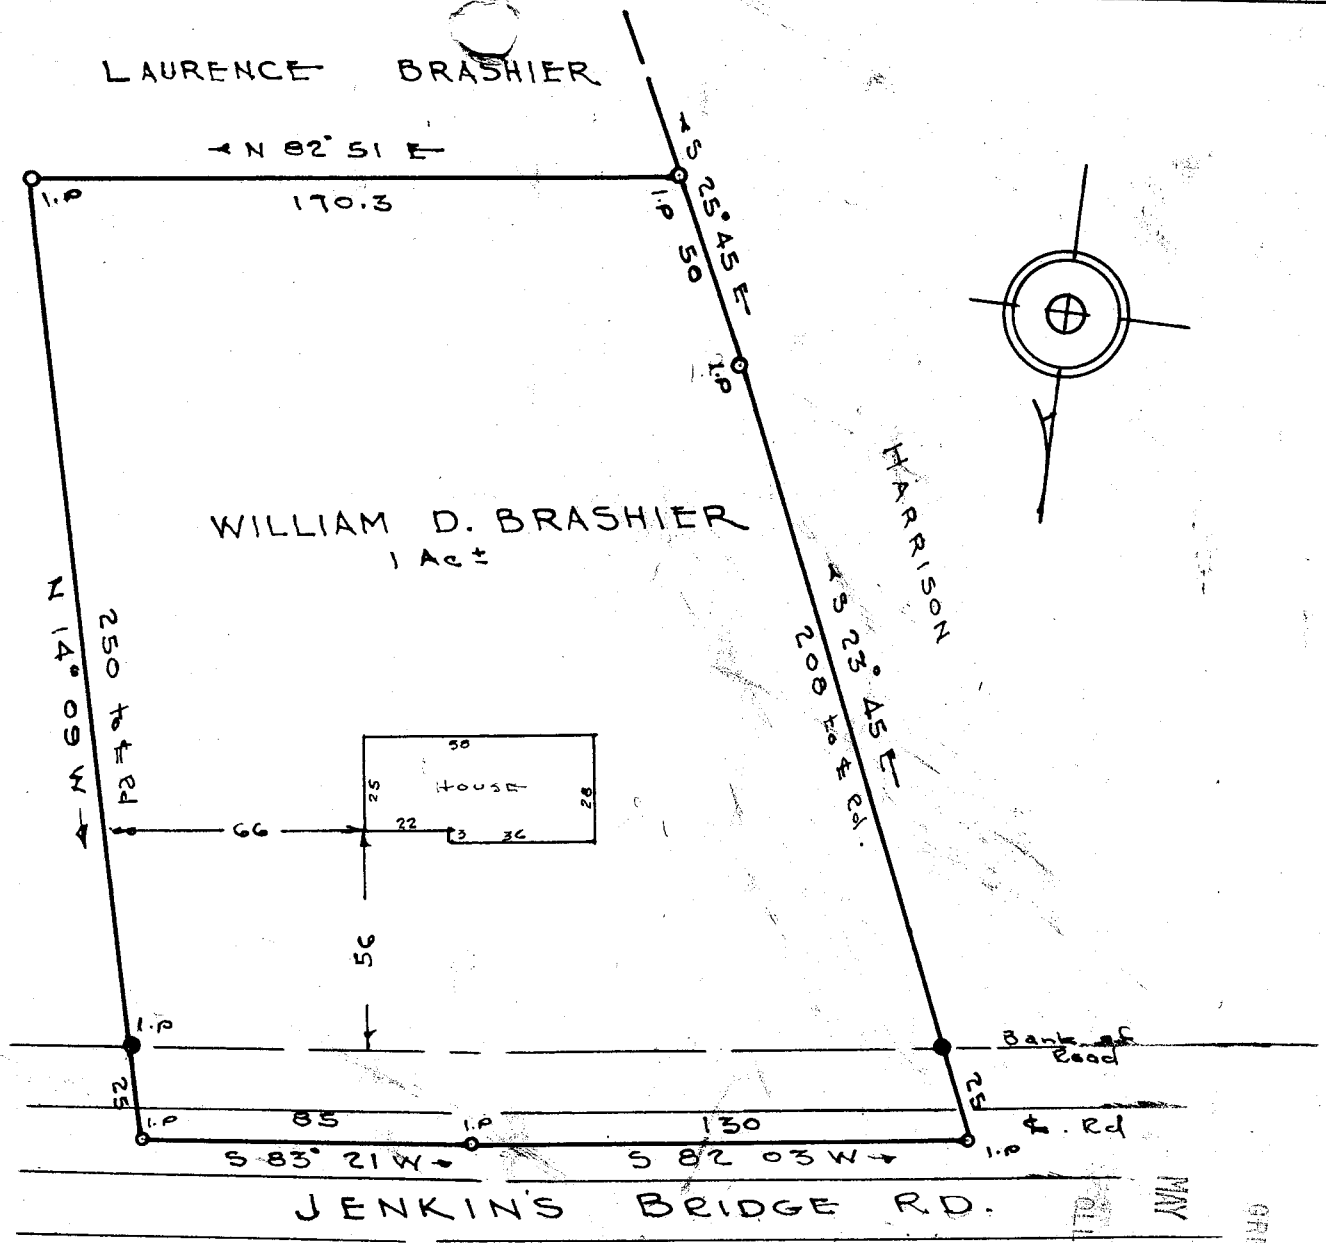 LAURENCE BRASHIER
N 82° 51 E
170.3
I.P
I.P
S 25° 45 E
50
I.P
HARRISON
WILLIAM D. BRASHIER
1 Ac ±
N 14° 09 W
250 to ℄ Rd
S 23° 45 E
208 to ℄ Rd.
58
HOUSE
25
28
22
3
36
66
56
I.P
Bank of
Road
25
25
I.P
85
I.P
130
I.P
℄. Rd
S 83° 21 W
S 82 03 W
JENKIN'S BRIDGE RD.
MAY